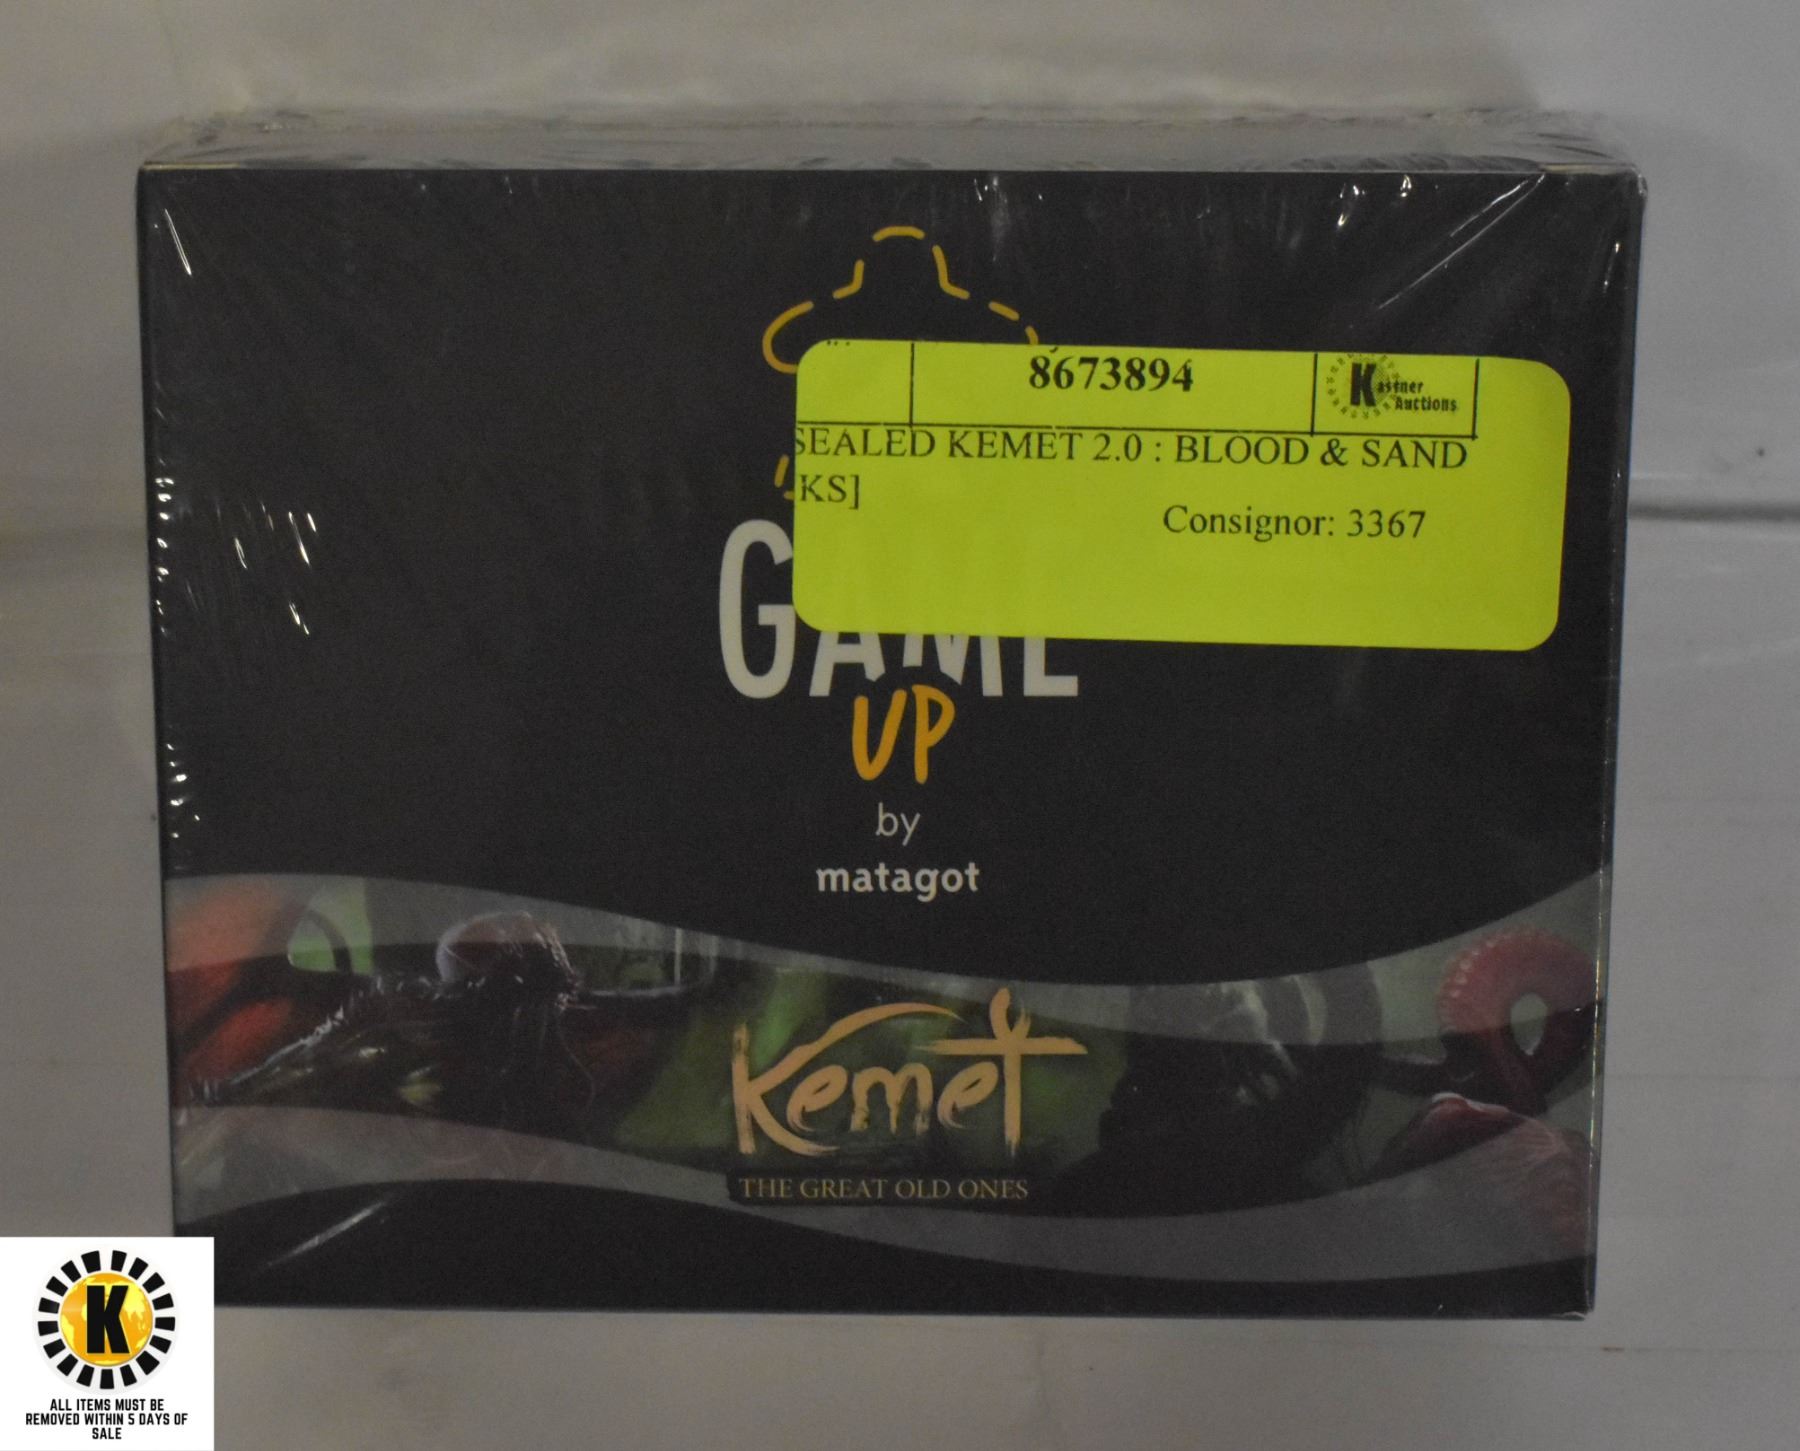 8673894
Kastner
Auctions
SEALED KEMET 2.0 : BLOOD & SAND
KS]
Consignor: 3367
GAME
UP
by
matagot
Kemet
THE GREAT OLD ONES
K
ALL ITEMS MUST BE
REMOVED WITHIN 5 DAYS OF
SALE